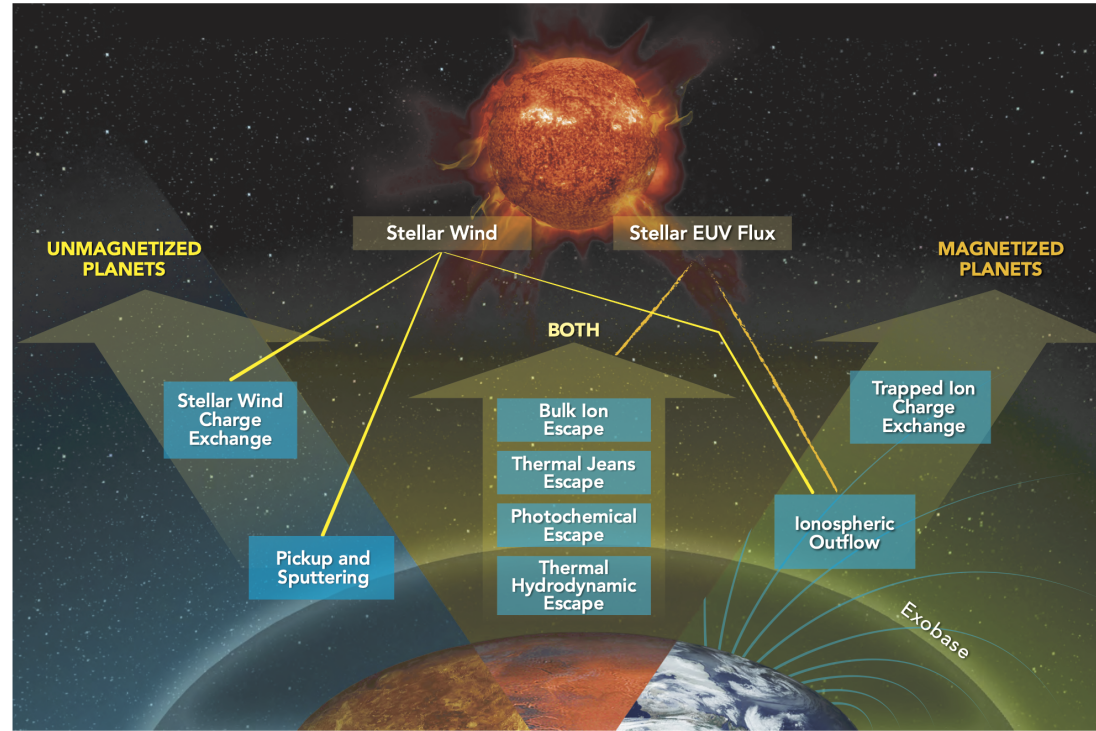 Stellar Wind
Stellar EUV Flux
UNMAGNETIZED
PLANETS
MAGNETIZED
PLANETS
BOTH
Stellar Wind
Charge
Exchange
Bulk Ion
Escape
Trapped Ion
Charge
Exchange
Thermal Jeans
Escape
Photochemical
Escape
Ionospheric
Outflow
Pickup and
Sputtering
Thermal
Hydrodynamic
Escape
Exobase